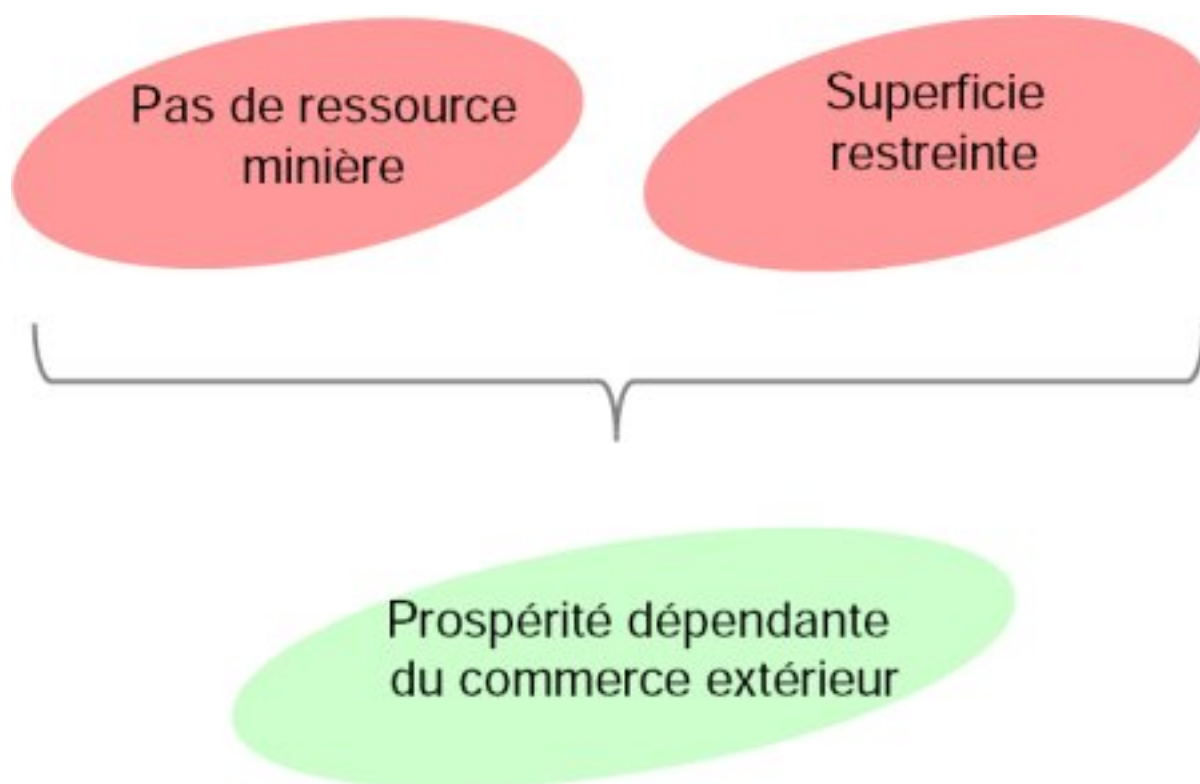 Pas de ressource
minière
Superficie
restreinte
Prospérité dépendante
du commerce extérieur